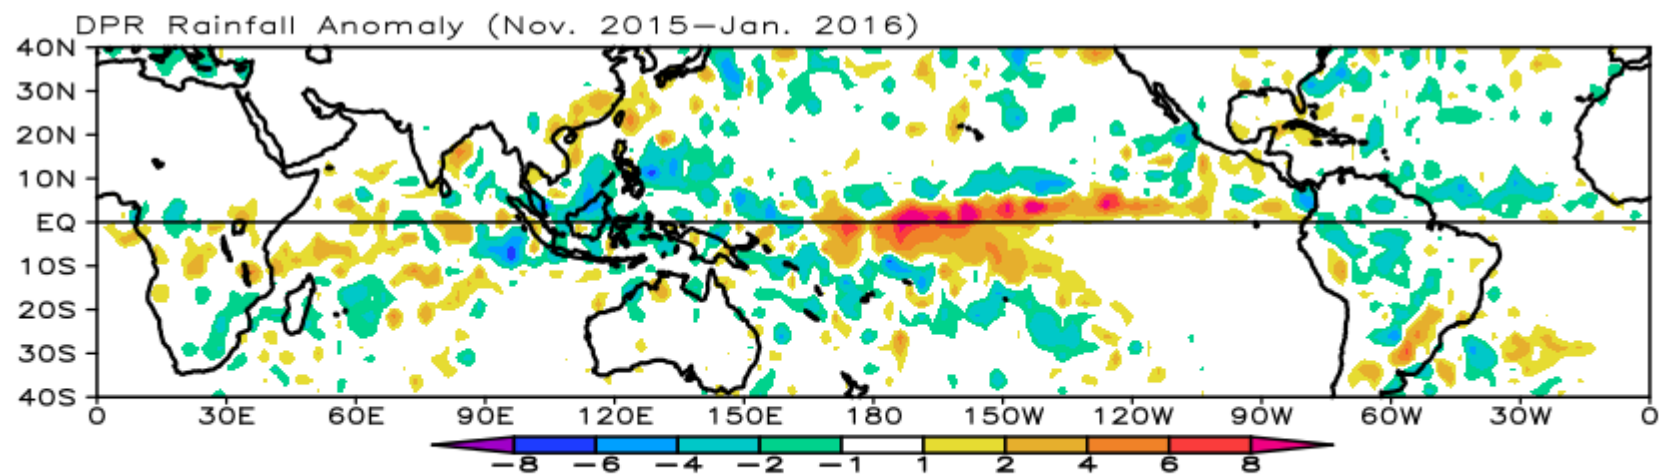 DPR Rainfall Anomaly (Nov. 2015–Jan. 2016)
40N
30N
20N
10N
EQ
10S
20S
30S
40S
0 30E 60E 90E 120E 150E 180 150W 120W 90W 60W 30W 0
−8 −6 −4 −2 −1 1 2 4 6 8